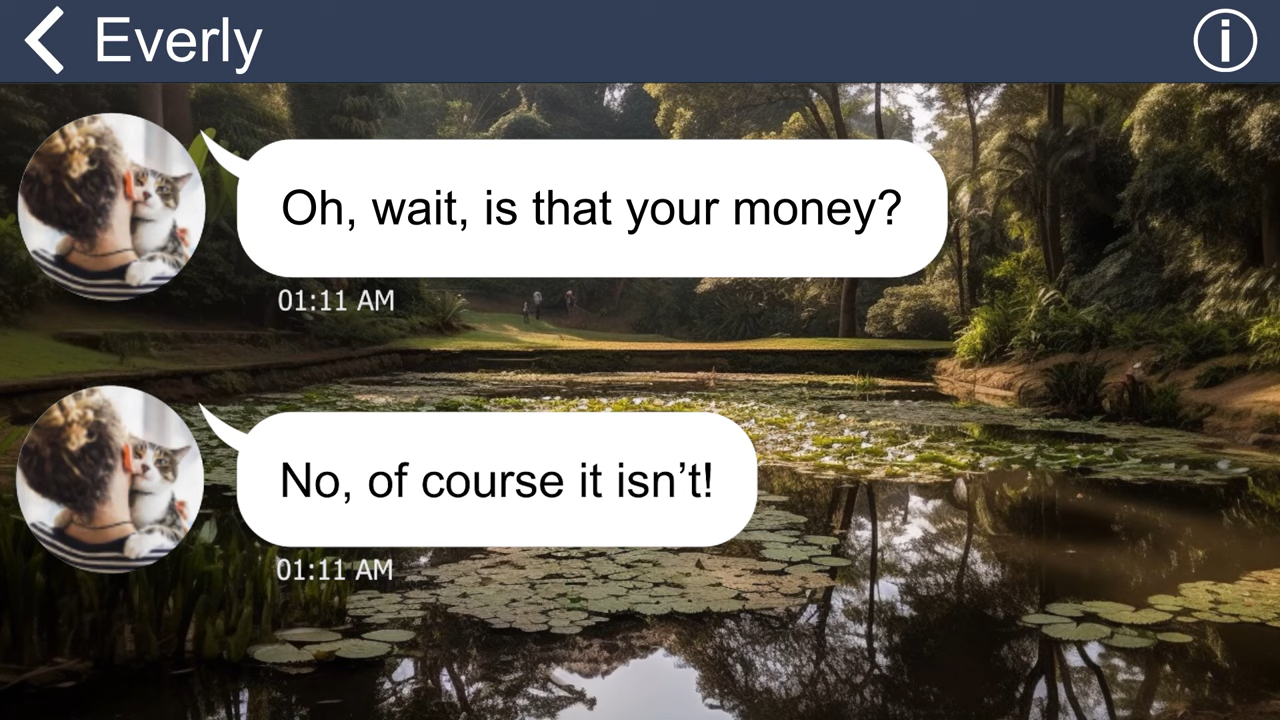 Everly
Oh, wait, is that your money?
01:11 AM
No, of course it isn’t!
01:11 AM